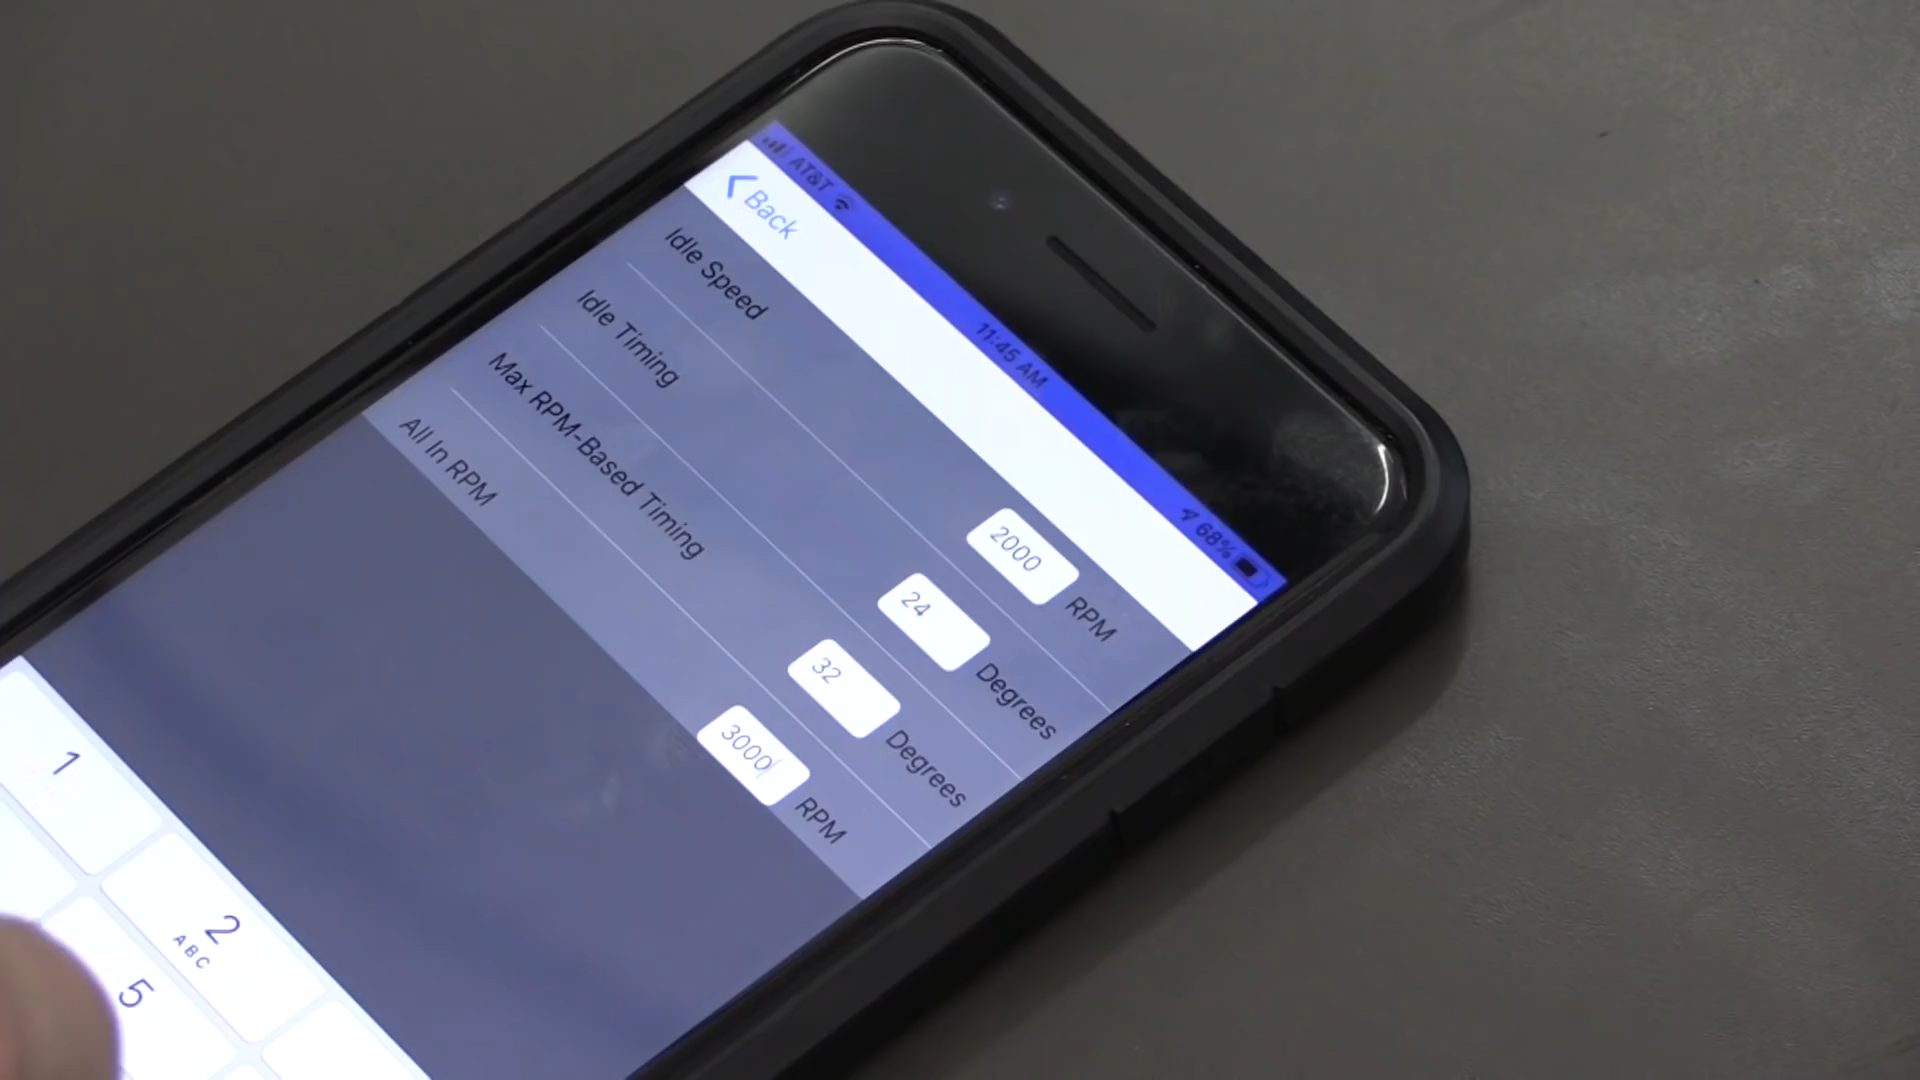 AT&T 11:45 AM 68%
Back
Idle Speed 2000 RPM
Idle Timing 24 Degrees
Max RPM-Based Timing 32 Degrees
All In RPM 3000 RPM
1
2
ABC
5